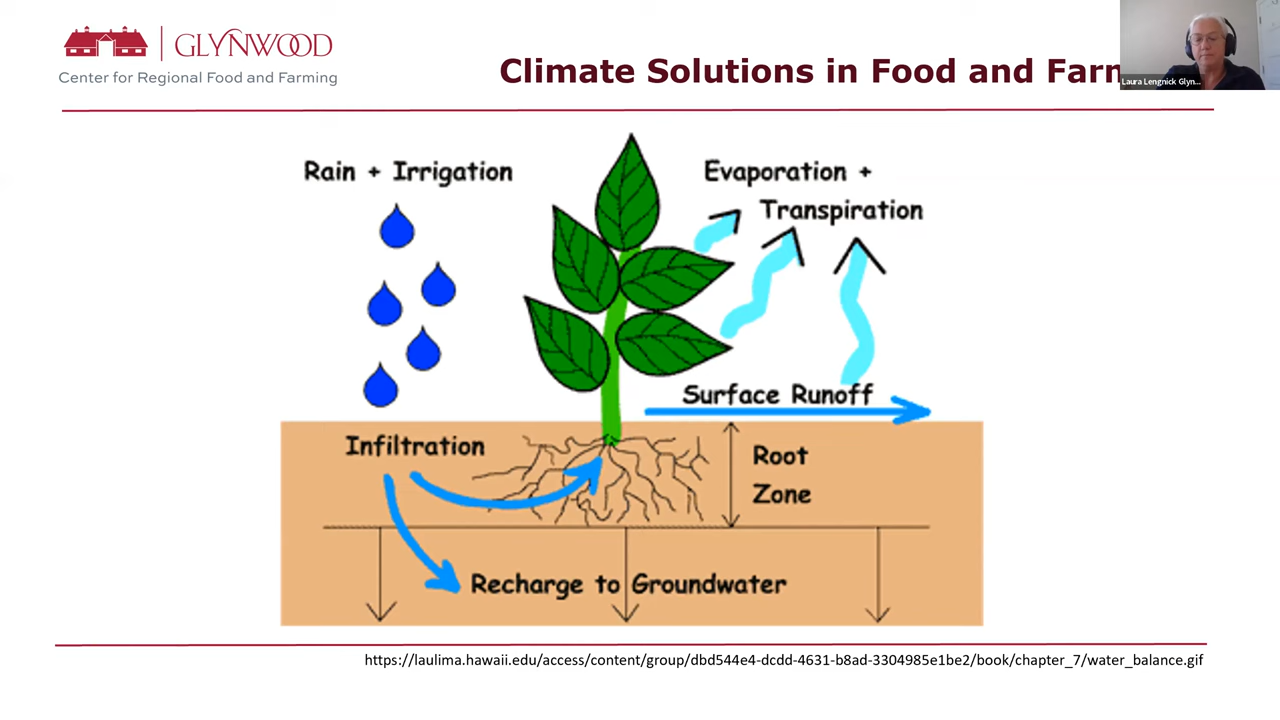 GLYNWOOD
Center for Regional Food and Farming
Climate Solutions in Food and Farm
Laura Lengnick Glyn...
Rain + Irrigation
Evaporation +
Transpiration
Surface Runoff
Infiltration
Root
Zone
Recharge to Groundwater
https://laulima.hawaii.edu/access/content/group/dbd544e4-dcdd-4631-b8ad-3304985e1be2/book/chapter_7/water_balance.gif